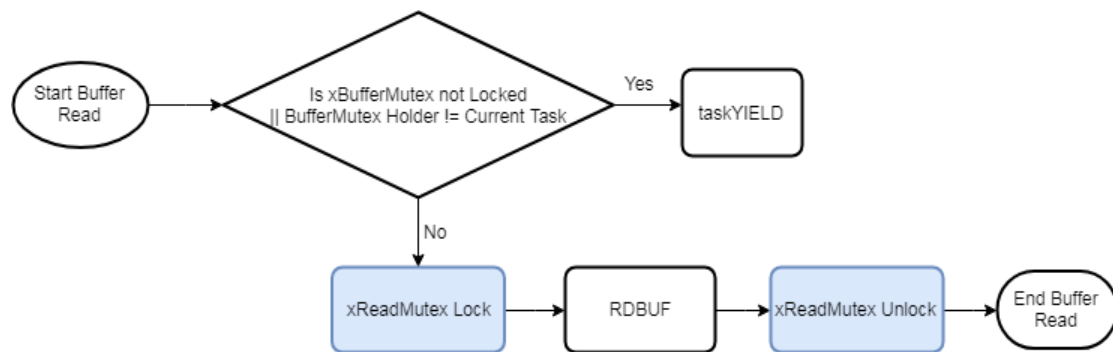 Start Buffer
Read
Is xBufferMutex not Locked
|| BufferMutex Holder != Current Task
Yes
taskYIELD
No
xReadMutex Lock
RDBUF
xReadMutex Unlock
End Buffer
Read